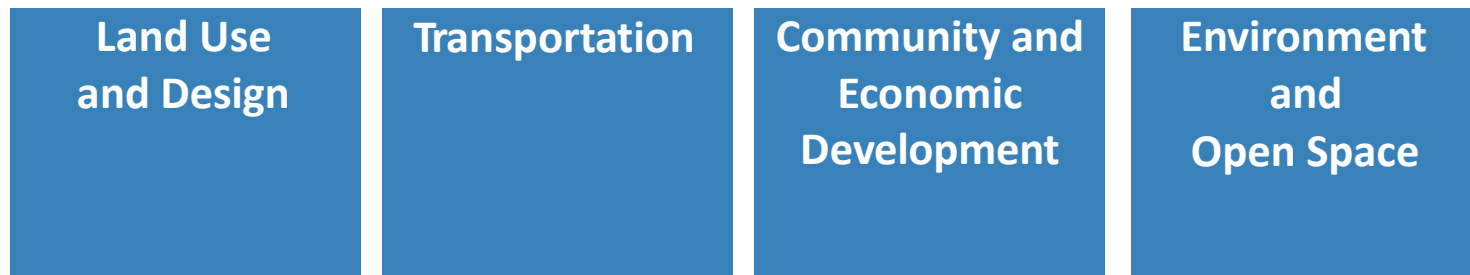 Land Use
and Design
Transportation
Community and
Economic
Development
Environment
and
Open Space